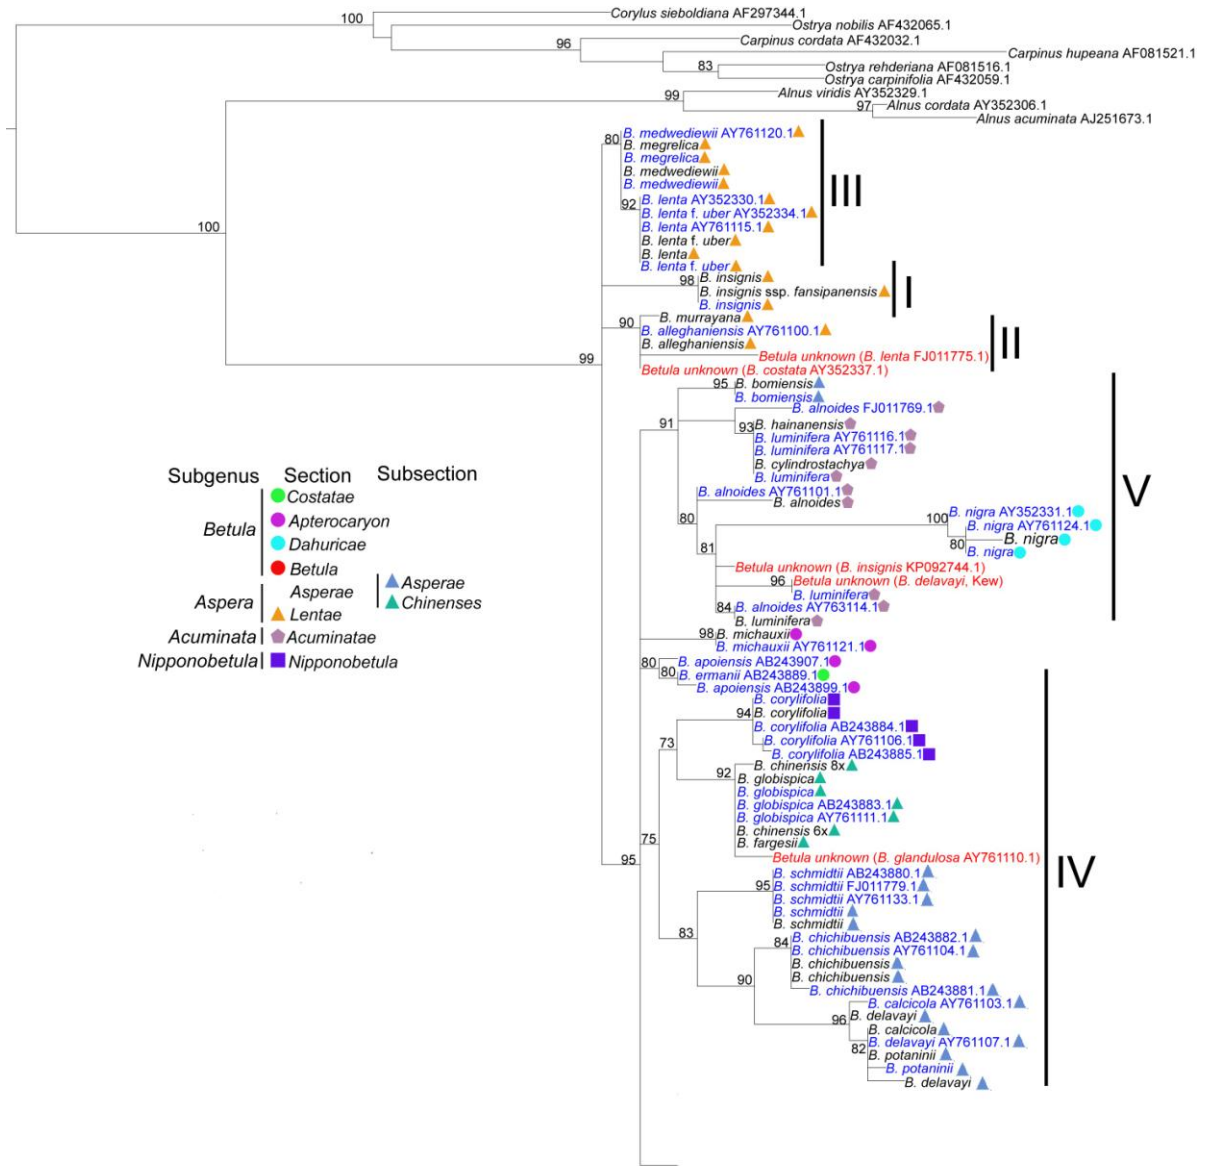 Corylus sieboldiana AF297344.1
100
Ostrya nobilis AF432065.1
Carpinus cordata AF432032.1
96
Carpinus hupeana AF081521.1
83
Ostrya rehderiana AF081516.1
Ostrya carpinifolia AF432059.1
Alnus viridis AY352329.1
99
97
Alnus cordata AY352306.1
Alnus acuminata AJ251673.1
B. medwediewii AY761120.1
80
B. megrelica
B. megrelica
B. medwediewii
B. medwediewii
III
B. lenta AY352330.1
92
B. lenta f. uber AY352334.1
B. lenta AY761115.1
100
B. lenta f. uber
B. lenta
B. lenta f. uber
B. insignis
98
B. insignis ssp. fansipanensis
I
B. insignis
B. murrayana
90
B. alleghaniensis AY761100.1
B. alleghaniensis
II
Betula unknown (B. lenta FJ011775.1)
99
Betula unknown (B. costata AY352337.1)
95
B. bomiensis
B. bomiensis
B. alnoides FJ011769.1
91
93
B. hainanensis
B. luminifera AY761116.1
B. luminifera AY761117.1
B. cylindrostachya
B. luminifera
V
B. alnoides AY761101.1
B. alnoides
80
B. nigra AY352331.1
100
B. nigra AY761124.1
B. nigra
80
B. nigra
81
Betula unknown (B. insignis KP092744.1)
96
Betula unknown (B. delavayi, Kew)
B. luminifera
84
B. alnoides AY763114.1
B. luminifera
98
B. michauxii
B. michauxii AY761121.1
80
B. apoiensis AB243907.1
80
B. ermanii AB243889.1
B. apoiensis AB243899.1
B. corylifolia
94
B. corylifolia
B. corylifolia AB243884.1
73
B. corylifolia AY761106.1
B. corylifolia AB243885.1
B. chinensis 8x
92
B. globispica
B. globispica
B. globispica AB243883.1
B. globispica AY761111.1
B. chinensis 6x
75
B. fargesii
95
Betula unknown (B. glandulosa AY761110.1)
IV
B. schmidtii AB243880.1
95
B. schmidtii FJ011779.1
B. schmidtii AY761133.1
B. schmidtii
B. schmidtii
83
B. chichibuensis AB243882.1
84
B. chichibuensis AY761104.1
B. chichibuensis
B. chichibuensis
90
B. chichibuensis AB243881.1
B. calcicola AY761103.1
96
B. delavayi
B. calcicola
B. delavayi AY761107.1
82
B. potaninii
B. potaninii
B. delavayi
Subgenus Section Subsection
Costatae
Betula Apterocaryon
Dahuricae
Betula
Aspera Asperae Asperae
Lentae Chinenses
Acuminata Acuminatae
Nipponobetula Nipponobetula